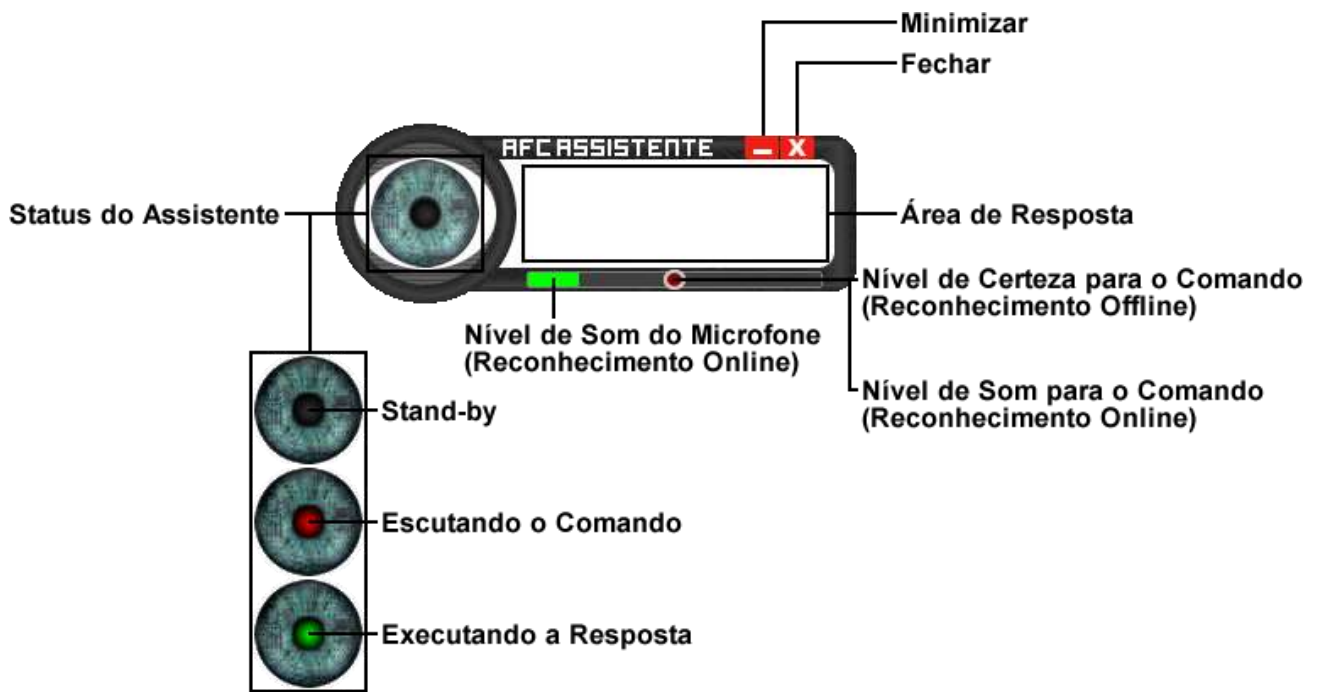 Minimizar
Fechar
AFC ASSISTENTE
X
Status do Assistente
Área de Resposta
Nível de Certeza para o Comando
(Reconhecimento Offline)
Nível de Som do Microfone
(Reconhecimento Online)
Nível de Som para o Comando
(Reconhecimento Online)
Stand-by
Escutando o Comando
Executando a Resposta